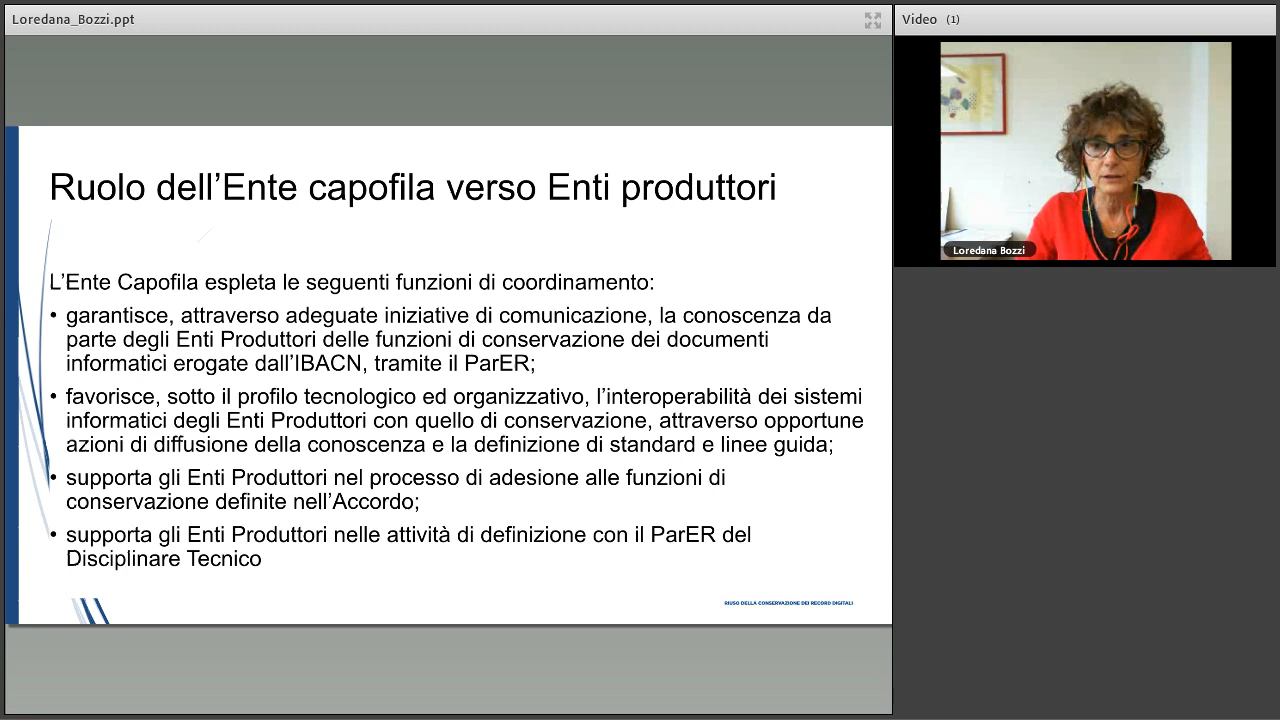 Loredana_Bozzi.ppt
Video (1)
Ruolo dell’Ente capofila verso Enti produttori
L’Ente Capofila espleta le seguenti funzioni di coordinamento:
• garantisce, attraverso adeguate iniziative di comunicazione, la conoscenza da
parte degli Enti Produttori delle funzioni di conservazione dei documenti
informatici erogate dall’IBACN, tramite il ParER;
• favorisce, sotto il profilo tecnologico ed organizzativo, l’interoperabilità dei sistemi
informatici degli Enti Produttori con quello di conservazione, attraverso opportune
azioni di diffusione della conoscenza e la definizione di standard e linee guida;
• supporta gli Enti Produttori nel processo di adesione alle funzioni di
conservazione definite nell’Accordo;
• supporta gli Enti Produttori nelle attività di definizione con il ParER del
Disciplinare Tecnico
RIUSO DELLA CONSERVAZIONE DEI RECORD DIGITALI
Loredana Bozzi